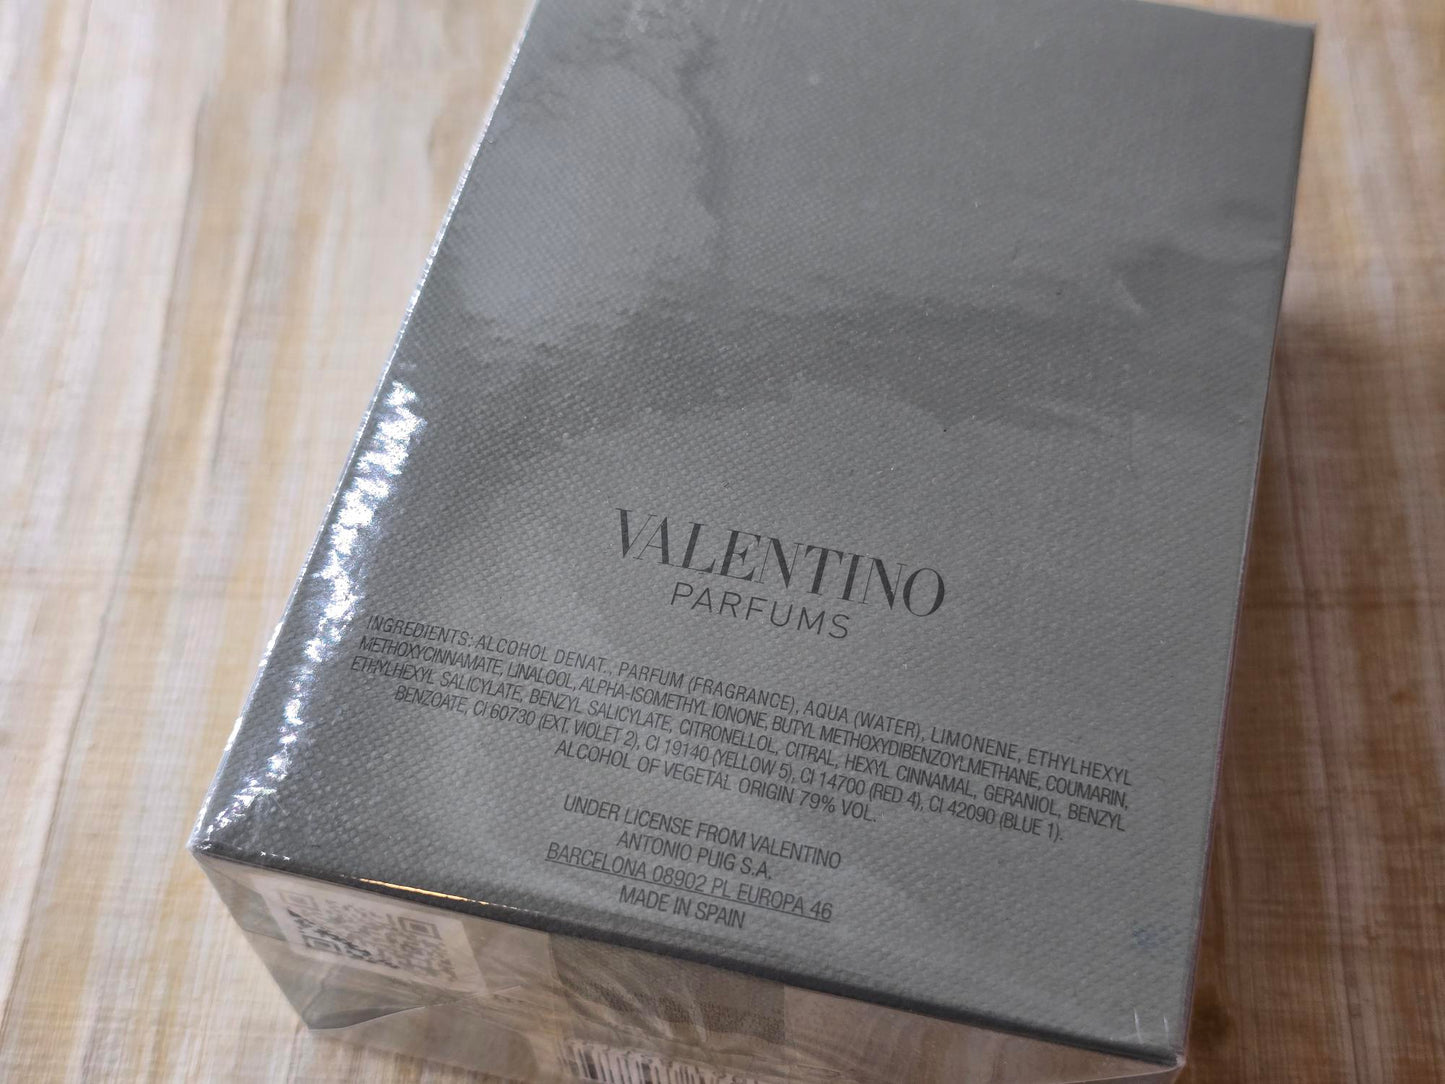 VALENTINO
PARFUMS
INGREDIENTS: ALCOHOL DENAT., PARFUM (FRAGRANCE), AQUA (WATER), LIMONENE, ETHYLHEXYL
METHOXYCINNAMATE, LINALOOL, ALPHA-ISOMETHYL IONONE, BUTYL METHOXYDIBENZOYLMETHANE, COUMARIN,
ETHYLHEXYL SALICYLATE, BENZYL SALICYLATE, CITRONELLOL, CITRAL, HEXYL CINNAMAL, GERANIOL, BENZYL
BENZOATE, CI 60730 (EXT. VIOLET 2), CI 19140 (YELLOW 5), CI 14700 (RED 4), CI 42090 (BLUE 1).
ALCOHOL OF VEGETAL ORIGIN 79% VOL.
UNDER LICENSE FROM VALENTINO
ANTONIO PUIG S.A.
BARCELONA 08902 PL EUROPA 46
MADE IN SPAIN